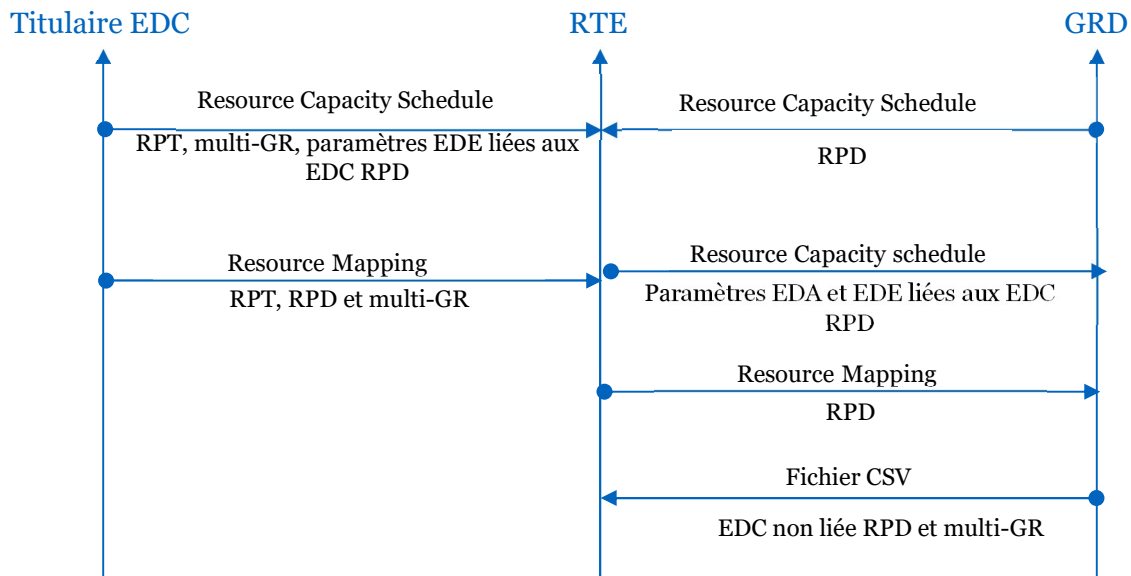 Titulaire EDC
RTE
GRD
Resource Capacity Schedule
RPT, multi-GR, paramètres EDE liées aux
EDC RPD
Resource Capacity Schedule
RPD
Resource Mapping
RPT, RPD et multi-GR
Resource Capacity schedule
Paramètres EDA et EDE liées aux EDC
RPD
Resource Mapping
RPD
Fichier CSV
EDC non liée RPD et multi-GR